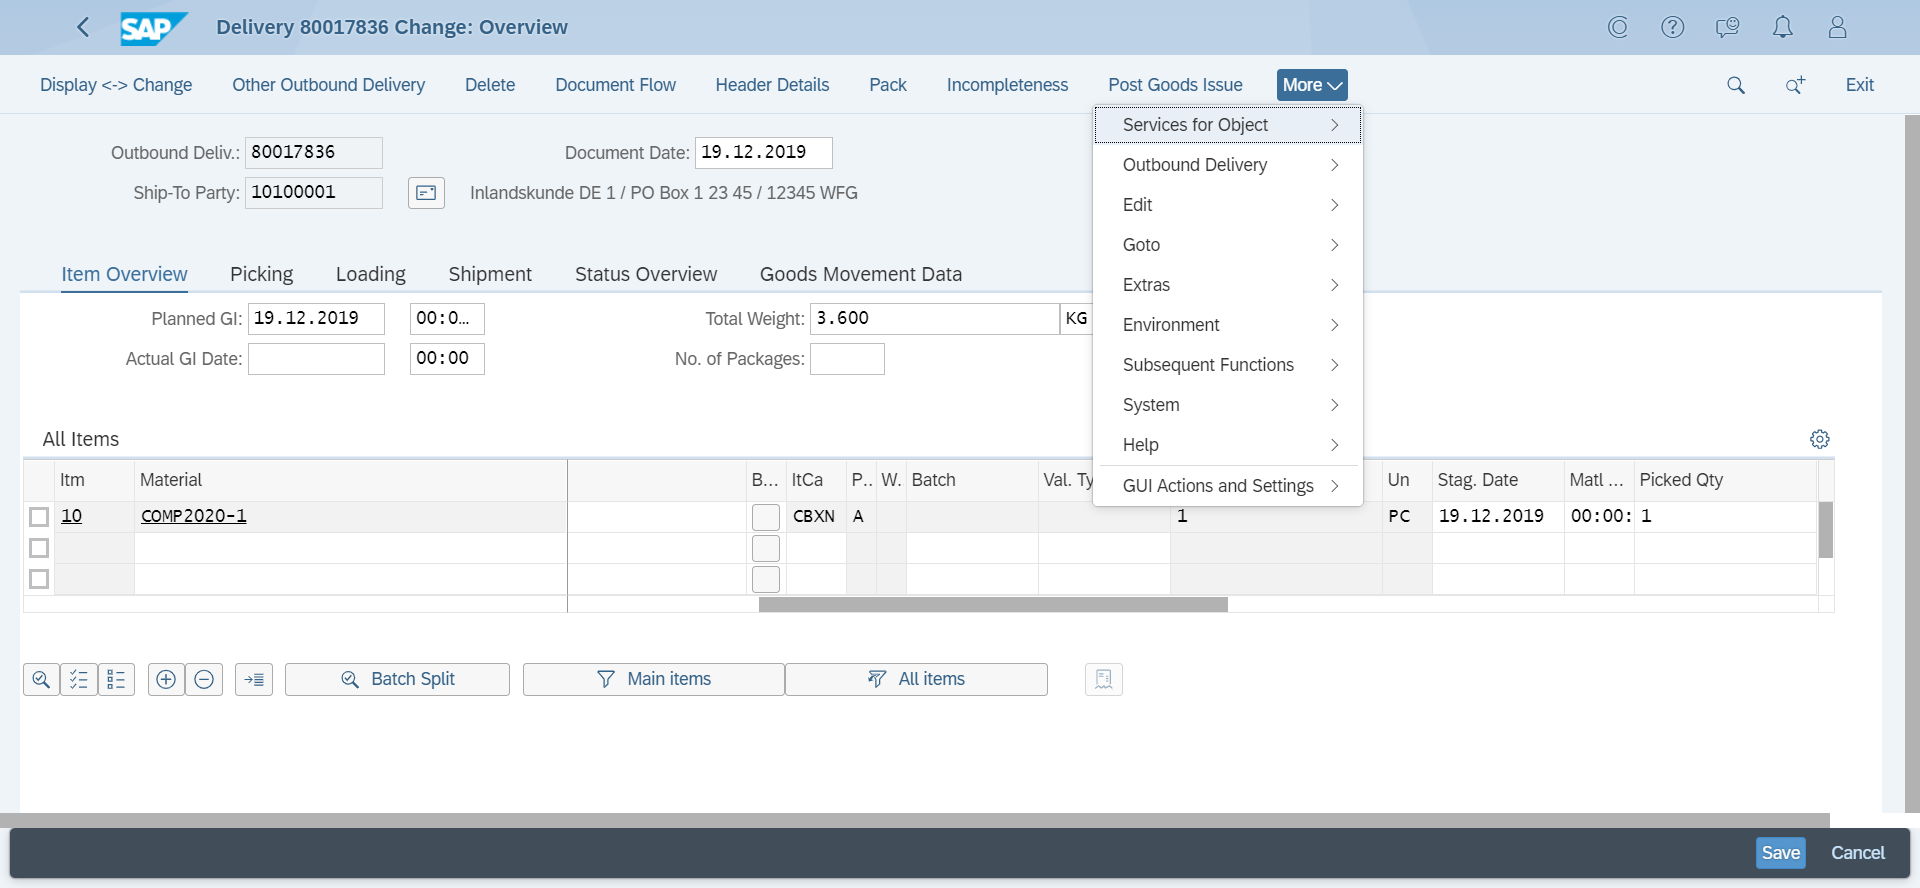 SAP Delivery 80017836 Change: Overview
Display <-> Change Other Outbound Delivery Delete Document Flow Header Details Pack Incompleteness Post Goods Issue More Exit
Services for Object
Outbound Delivery
Edit
Goto
Extras
Environment
Subsequent Functions
System
Help
GUI Actions and Settings
Outbound Deliv.: 80017836 Document Date: 19.12.2019
Ship-To Party: 10100001 Inlandskunde DE 1 / PO Box 1 23 45 / 12345 WFG
Item Overview Picking Loading Shipment Status Overview Goods Movement Data
Planned GI: 19.12.2019 00:0... Total Weight: 3.600 KG
Actual GI Date: 00:00 No. of Packages:
All Items
Itm Material B... ItCa P.. W. Batch Val. Ty Un Stag. Date Matl ... Picked Qty
10 COMP2020-1 CBXN A 1 PC 19.12.2019 00:00: 1
Batch Split Main items All items
Save Cancel